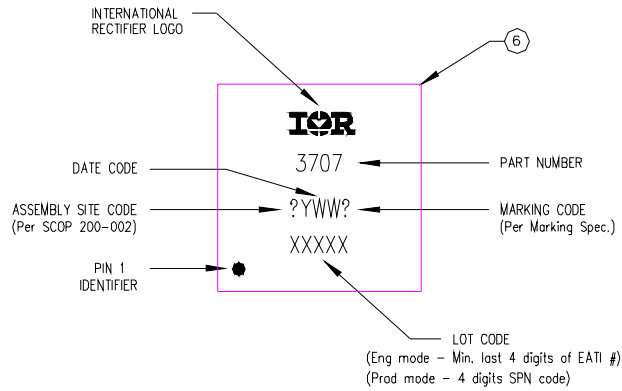 INTERNATIONAL
RECTIFIER LOGO
6
IOR
3707
PART NUMBER
DATE CODE
ASSEMBLY SITE CODE
(Per SCOP 200-002)
?YWW?
MARKING CODE
(Per Marking Spec.)
XXXXX
PIN 1
IDENTIFIER
LOT CODE
(Eng mode - Min. last 4 digits of EATI #)
(Prod mode - 4 digits SPN code)